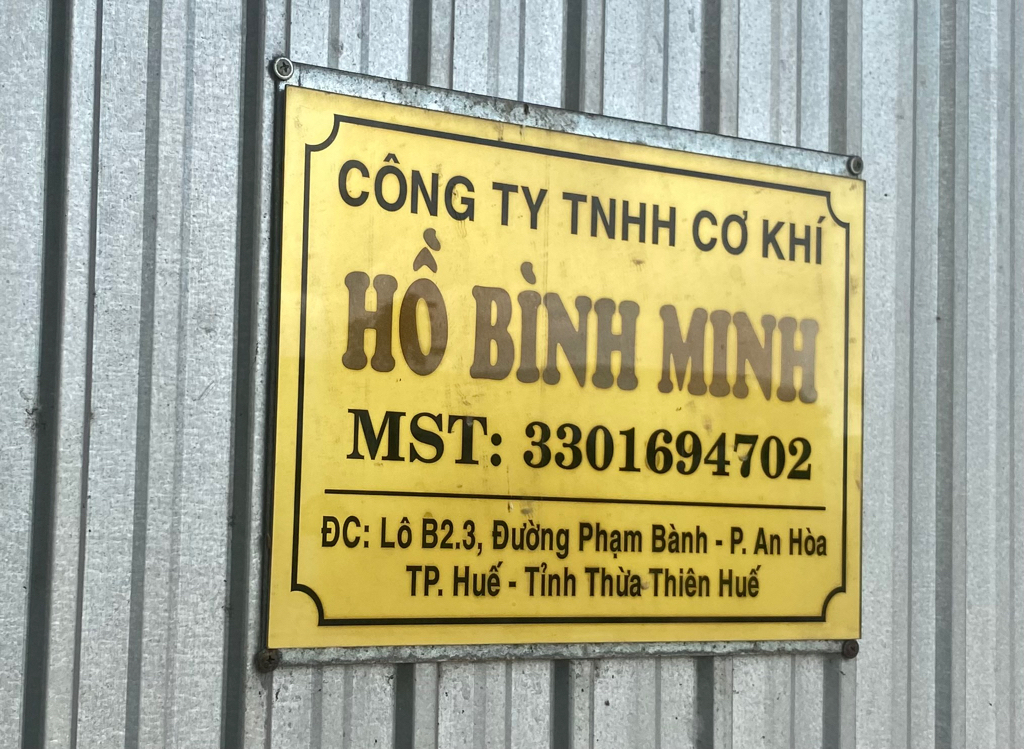 CÔNG TY TNHH CƠ KHÍ
HỒ BÌNH MINH
MST: 3301694702
ĐC: Lô B2.3, Đường Phạm Bành - P. An Hòa
TP. Huế - Tỉnh Thừa Thiên Huế